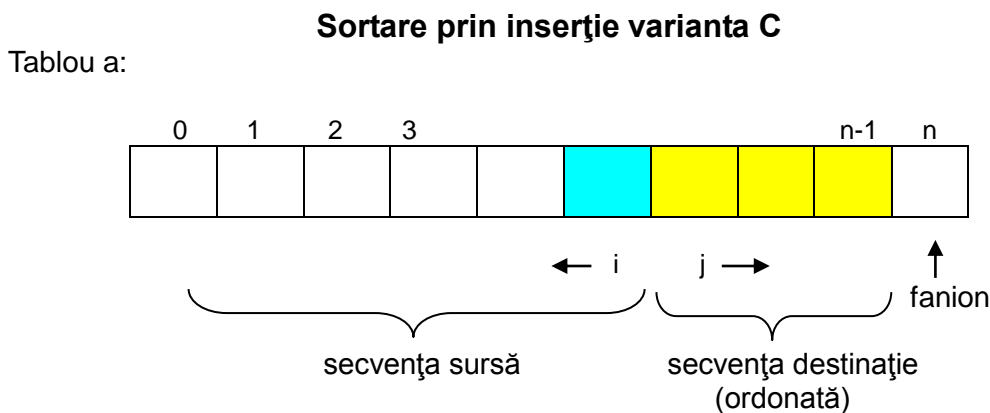 Sortare prin inserţie varianta C
Tablou a:
0 1 2 3 n-1 n
i j
fanion
secvenţa sursă secvenţa destinaţie
(ordonată)